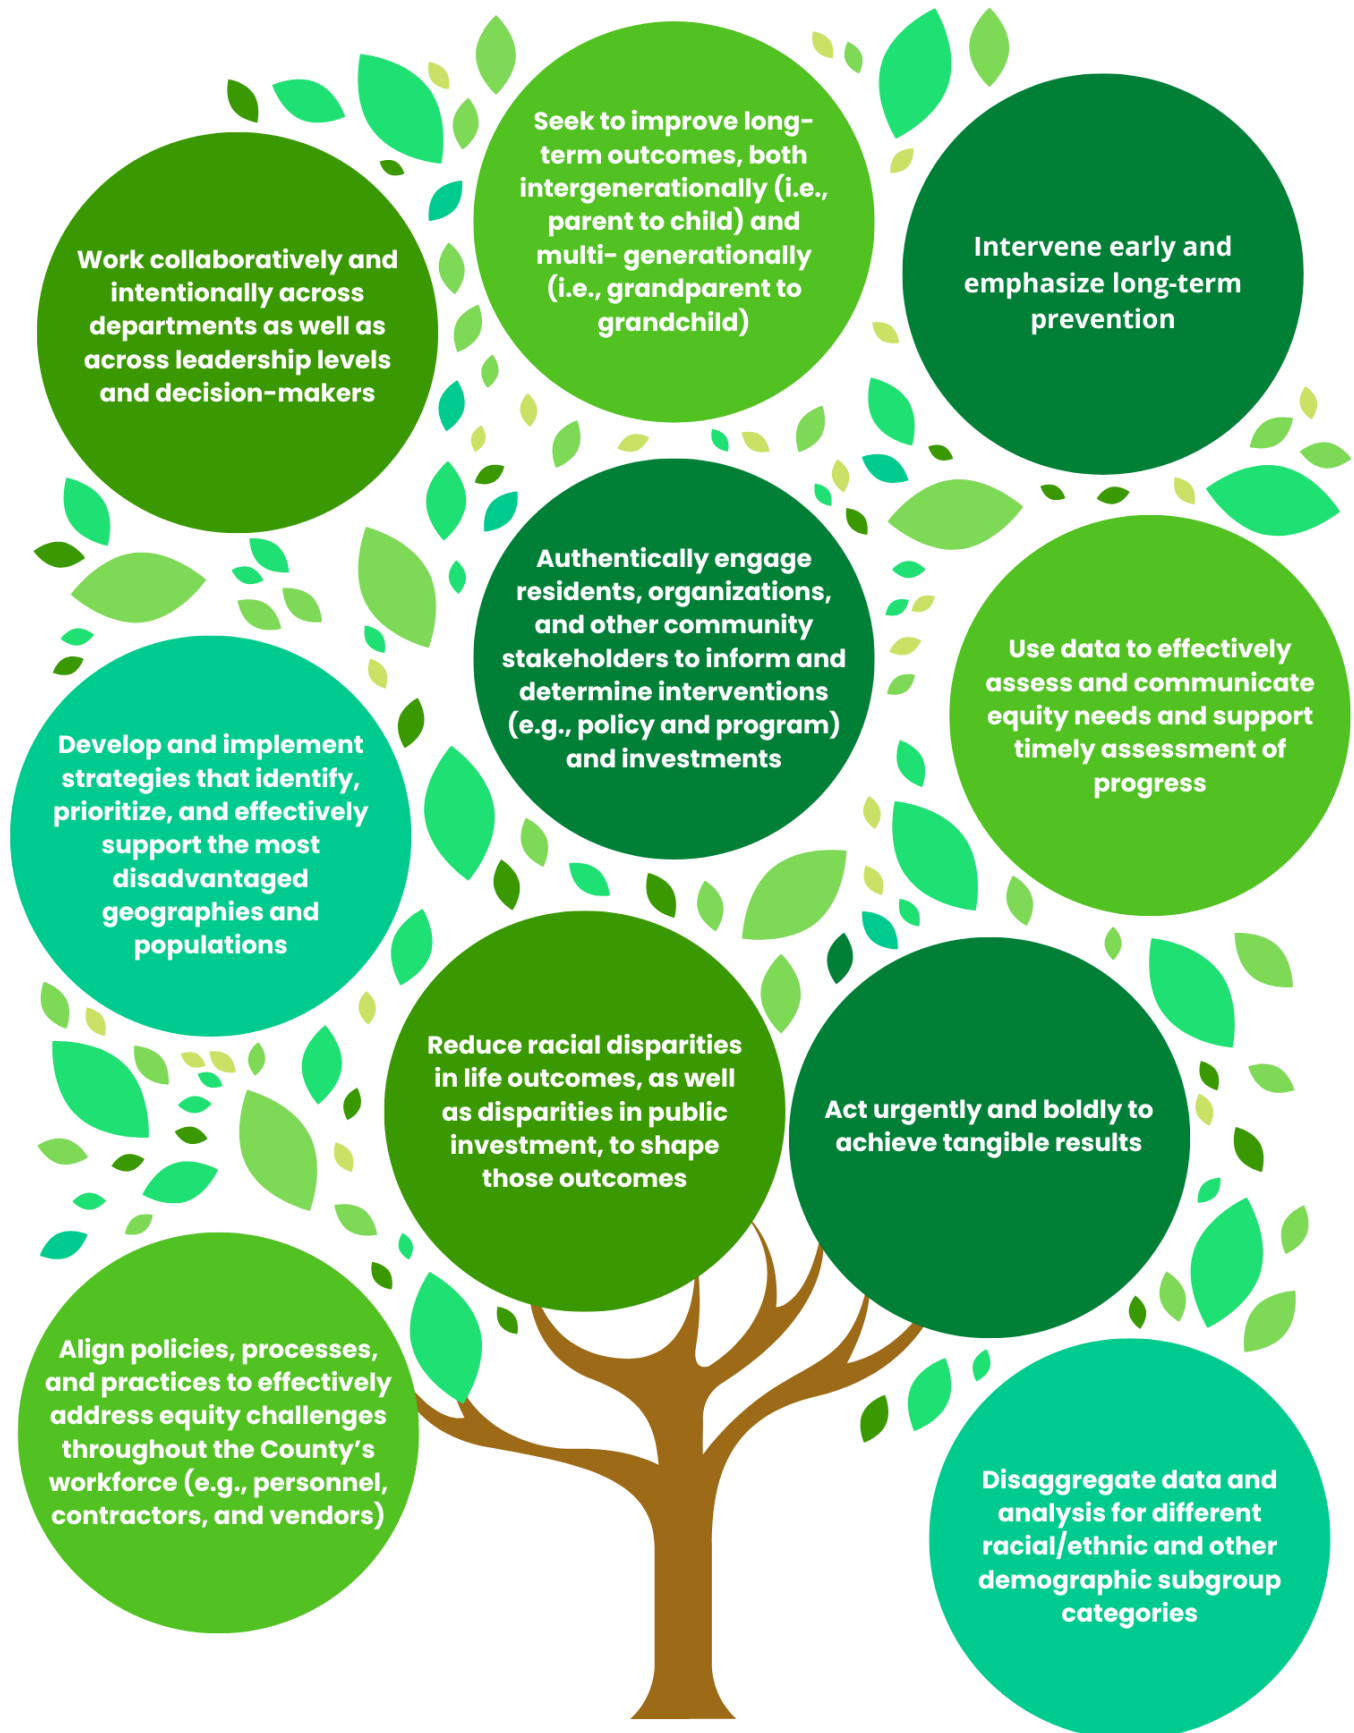 Seek to improve long-
term outcomes, both
intergenerationally (i.e.,
parent to child) and
multi- generationally
(i.e., grandparent to
grandchild)
Intervene early and
emphasize long-term
prevention
Work collaboratively and
intentionally across
departments as well as
across leadership levels
and decision-makers
Authentically engage
residents, organizations,
and other community
stakeholders to inform and
determine interventions
(e.g., policy and program)
and investments
Use data to effectively
assess and communicate
equity needs and support
timely assessment of
progress
Develop and implement
strategies that identify,
prioritize, and effectively
support the most
disadvantaged
geographies and
populations
Reduce racial disparities
in life outcomes, as well
as disparities in public
investment, to shape
those outcomes
Act urgently and boldly to
achieve tangible results
Align policies, processes,
and practices to effectively
address equity challenges
throughout the County’s
workforce (e.g., personnel,
contractors, and vendors)
Disaggregate data and
analysis for different
racial/ethnic and other
demographic subgroup
categories